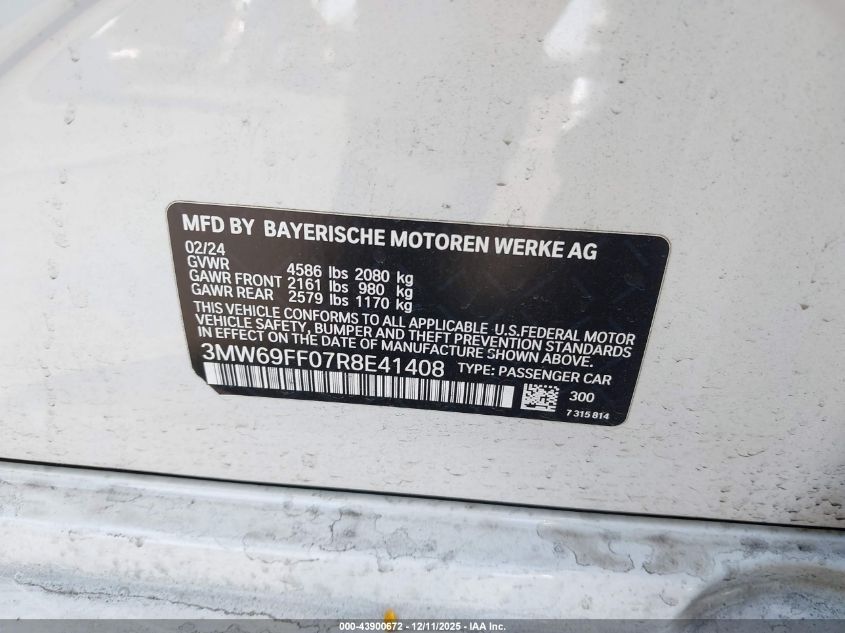 MFD BY BAYERISCHE MOTOREN WERKE AG
02/24
GVWR 4586 lbs 2080 kg
GAWR FRONT 2161 lbs 980 kg
GAWR REAR 2579 lbs 1170 kg
THIS VEHICLE CONFORMS TO ALL APPLICABLE U.S.FEDERAL MOTOR
VEHICLE SAFETY, BUMPER AND THEFT PREVENTION STANDARDS
IN EFFECT ON THE DATE OF MANUFACTURE SHOWN ABOVE.
3MW69FF07R8E41408 TYPE: PASSENGER CAR
300
7 315 814
000-43900672 - 12/11/2025 - IAA Inc.